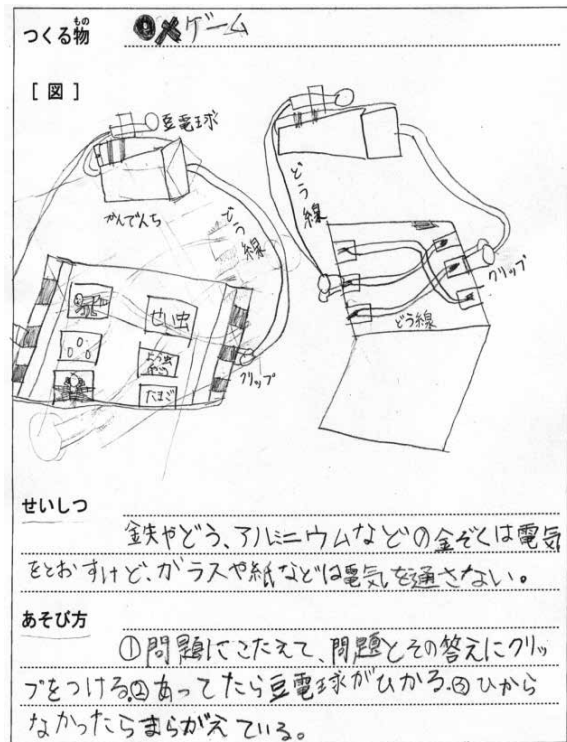 つくる物 ●×ゲーム
もの
[図]
豆電球
かんでんち
どう線
せい虫
よう虫
たまご
クリップ
どう線
クリップ
どう線
せいしつ
鉄やどう、アルミニウムなどの金ぞくは電気
をとおすけど、ガラスや紙などは電気を通さない。
あそび方
①問題にこたえて、問題とその答えにクリッ
プをつける。②あってたら豆電球がひかる。③ひから
なかったらまちがえている。